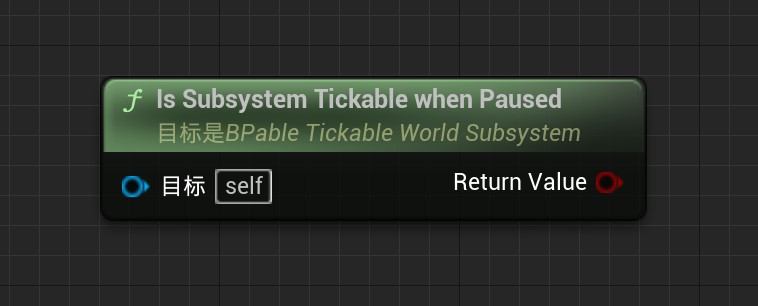 f Is Subsystem Tickable when Paused
目标是BPable Tickable World Subsystem
目标 self Return Value